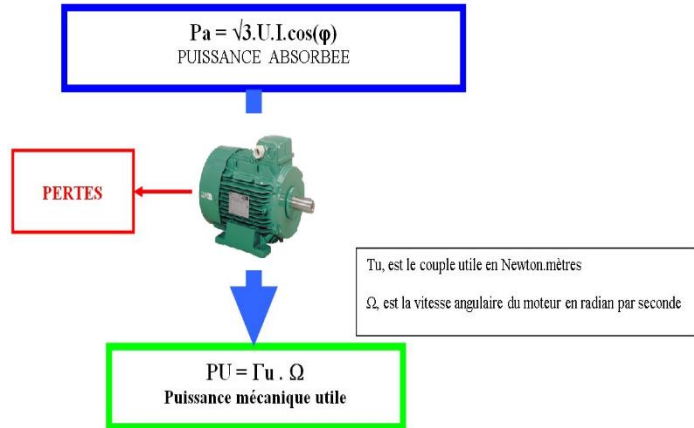 Pa = √3.U.I.cos(φ)
PUISSANCE ABSORBEE
PERTES
Tu, est le couple utile en Newton.mètres
Ω, est la vitesse angulaire du moteur en radian par seconde
PU = Γu . Ω
Puissance mécanique utile